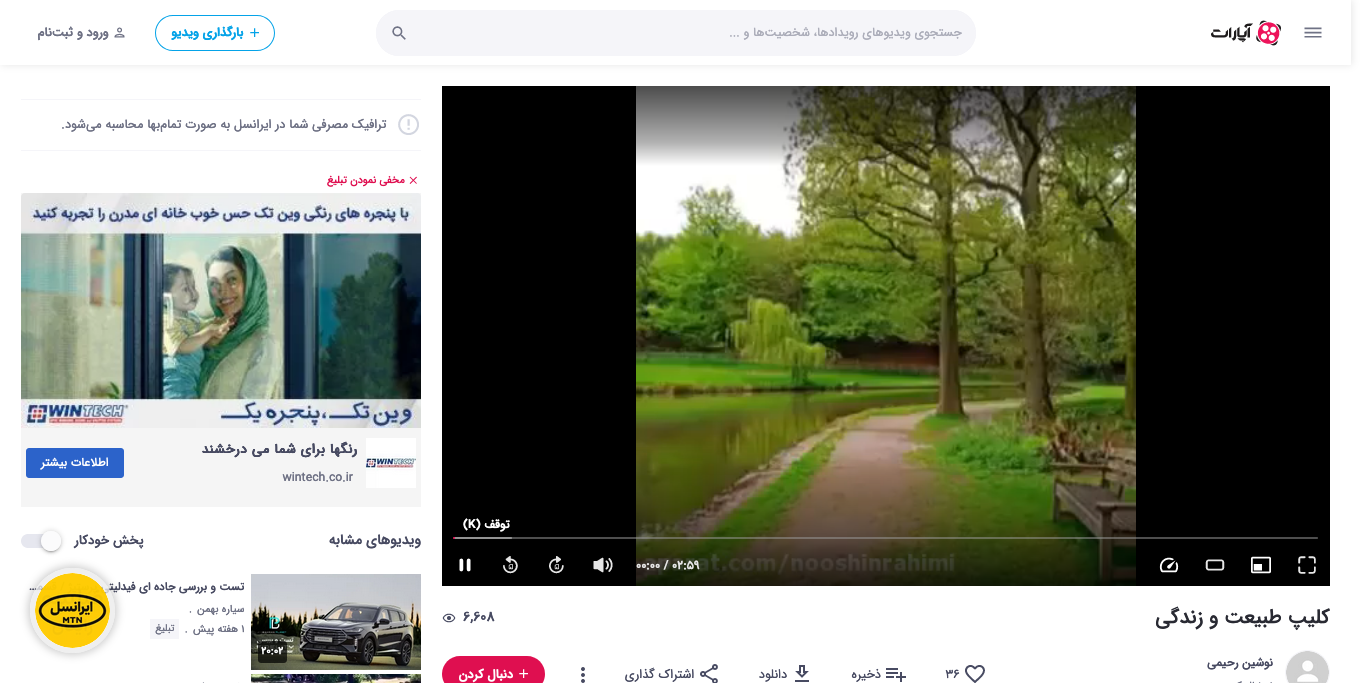 آپارات
جستجوی ویدیوهای رویدادها، شخصیت‌ها و ...
+ بارگذاری ویدیو
ورود و ثبت‌نام
توقف (K)
۰۰:۰۰ / ۰۲:۵۹
aparat.com/nooshinrahimi
کلیپ طبیعت و زندگی
۶,۶۰۸
نوشین رحیمی
۳۶
ذخیره
دانلود
اشتراک گذاری
+ دنبال کردن
ترافیک مصرفی شما در ایرانسل به صورت تمام‌بها محاسبه می‌شود.
× مخفی نمودن تبلیغ
با پنجره های رنگی وین تک حس خوب خانه ای مدرن را تجربه کنید
وین تک،پنجره یک
WINTECH
رنگها برای شما می درخشند
WINTECH
wintech.co.ir
اطلاعات بیشتر
ویدیوهای مشابه
پخش خودکار
تست و بررسی جاده ای فیدلیتی
سیاره بهمن .
۱ هفته پیش . تبلیغ
۲۰:۰۲
ایرانسل
MTN